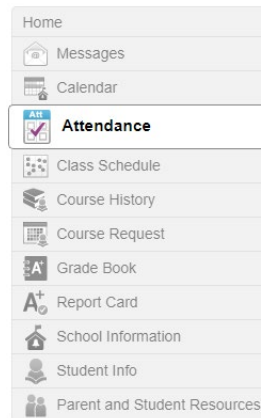 Home
Messages
Calendar
Att
Attendance
Class Schedule
Course History
Course Request
A+
Grade Book
A+
Report Card
School Information
Student Info
Parent and Student Resources